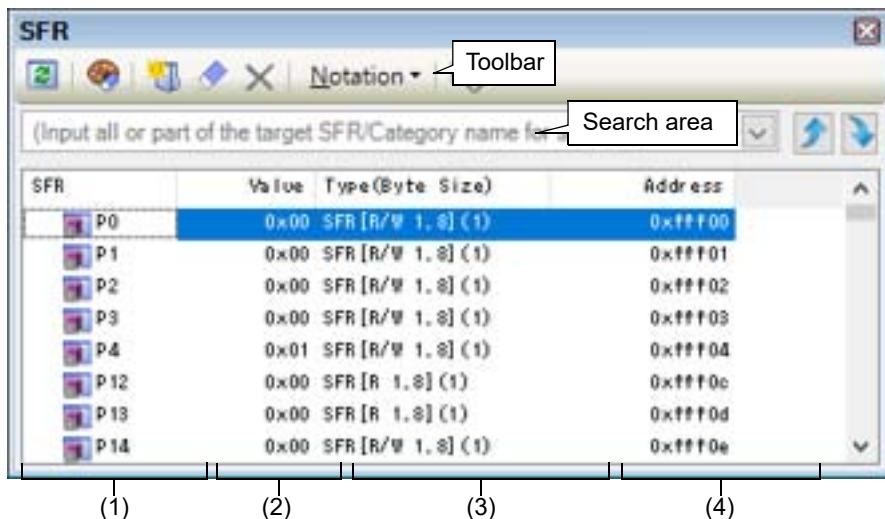 SFR
Notation
Toolbar
(Input all or part of the target SFR/Category name for
Search area
SFR Value Type(Byte Size) Address
P0 0x00 SFR[R/W 1.8](1) 0xfff00
P1 0x00 SFR[R/W 1.8](1) 0xfff01
P2 0x00 SFR[R/W 1.8](1) 0xfff02
P3 0x00 SFR[R/W 1.8](1) 0xfff03
P4 0x01 SFR[R/W 1.8](1) 0xfff04
P12 0x00 SFR[R 1.8](1) 0xfff0c
P13 0x00 SFR[R 1.8](1) 0xfff0d
P14 0x00 SFR[R/W 1.8](1) 0xfff0e
(1) (2) (3) (4)